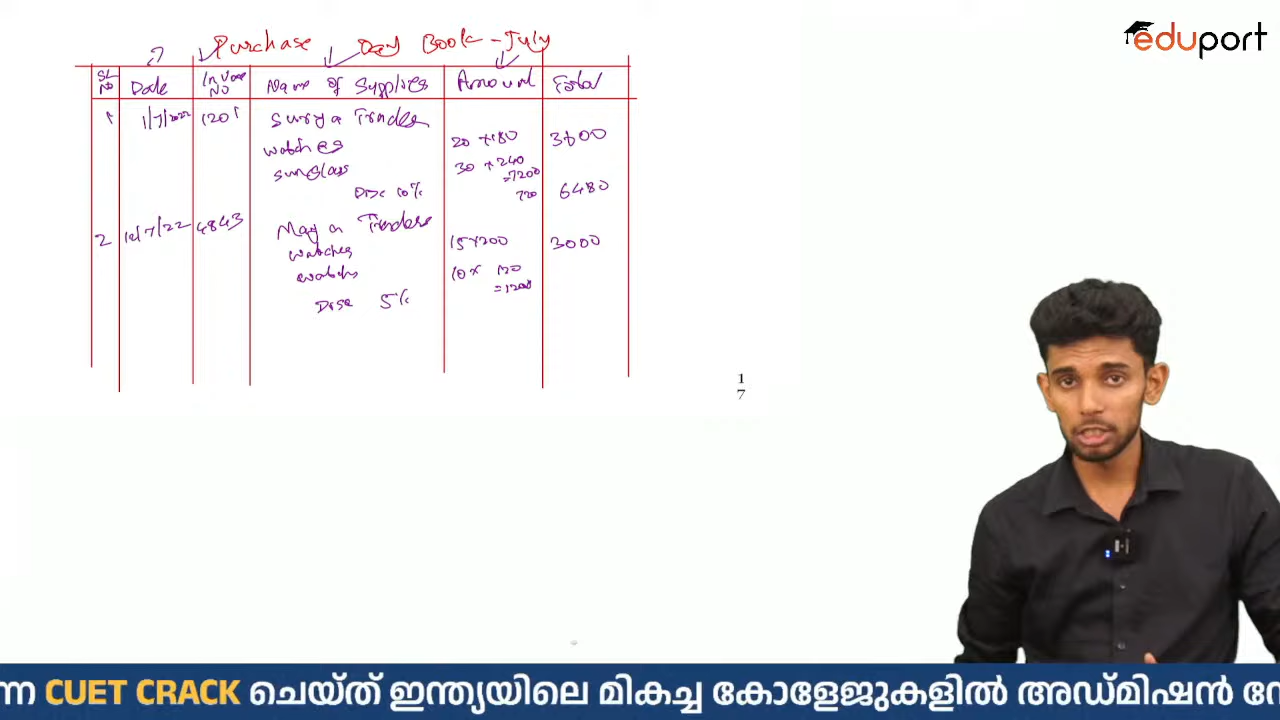 eduport
Purchase Day Book - July
SL NO Date Invoice NO Name of Supplies Amount Total
1 1/7/2022 1201 Surya Traders
watches 20 × 180 3600
sunglass 30 × 240
=7200
Disc 10% 720 6480
2 12/7/22 4843 Maya Traders
watches 15×200 3000
watch 10 × 120
=1200
Disc 5%
1
7
ന്ന CUET CRACK ചെയ്ത് ഇന്ത്യയിലെ മികച്ച കോളേജുകളിൽ അഡ്മിഷൻ